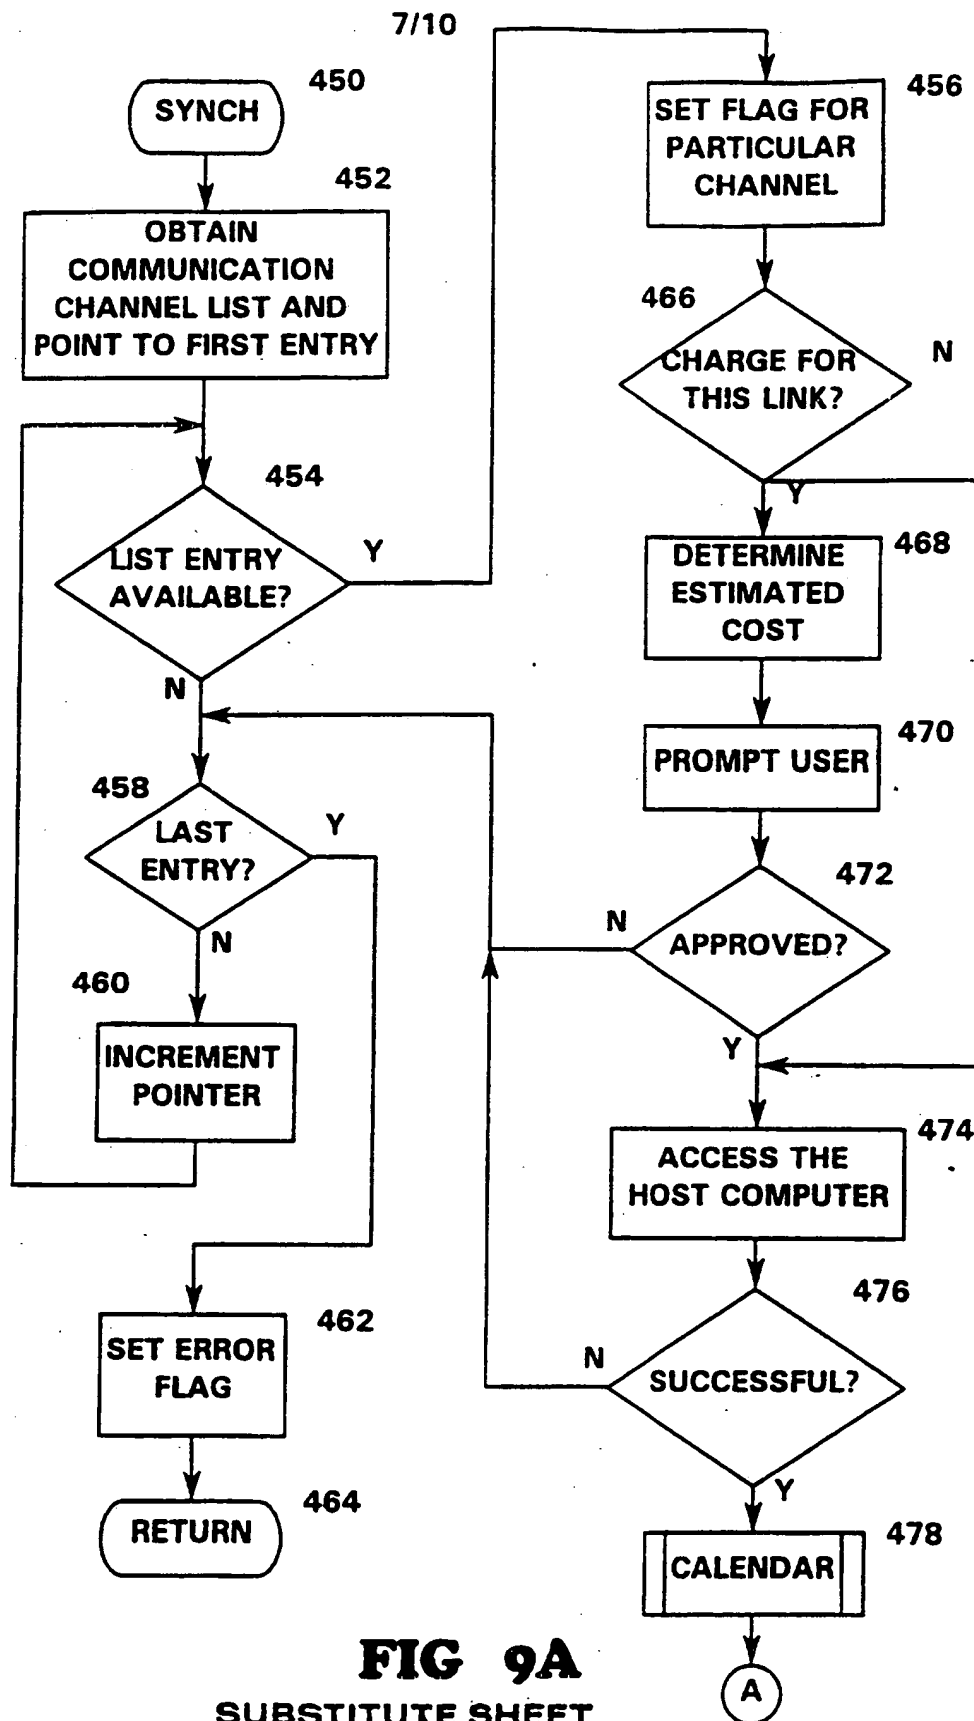 7/10
450
SYNCH
452
OBTAIN
COMMUNICATION
CHANNEL LIST AND
POINT TO FIRST ENTRY
454
LIST ENTRY
AVAILABLE?
Y
N
458
LAST
ENTRY?
Y
N
460
INCREMENT
POINTER
462
SET ERROR
FLAG
464
RETURN
456
SET FLAG FOR
PARTICULAR
CHANNEL
466
CHARGE FOR
THIS LINK?
N
Y
468
DETERMINE
ESTIMATED
COST
470
PROMPT USER
472
APPROVED?
N
Y
474
ACCESS THE
HOST COMPUTER
476
SUCCESSFUL?
N
Y
478
CALENDAR
A
FIG 9A
SUBSTITUTE SHEET